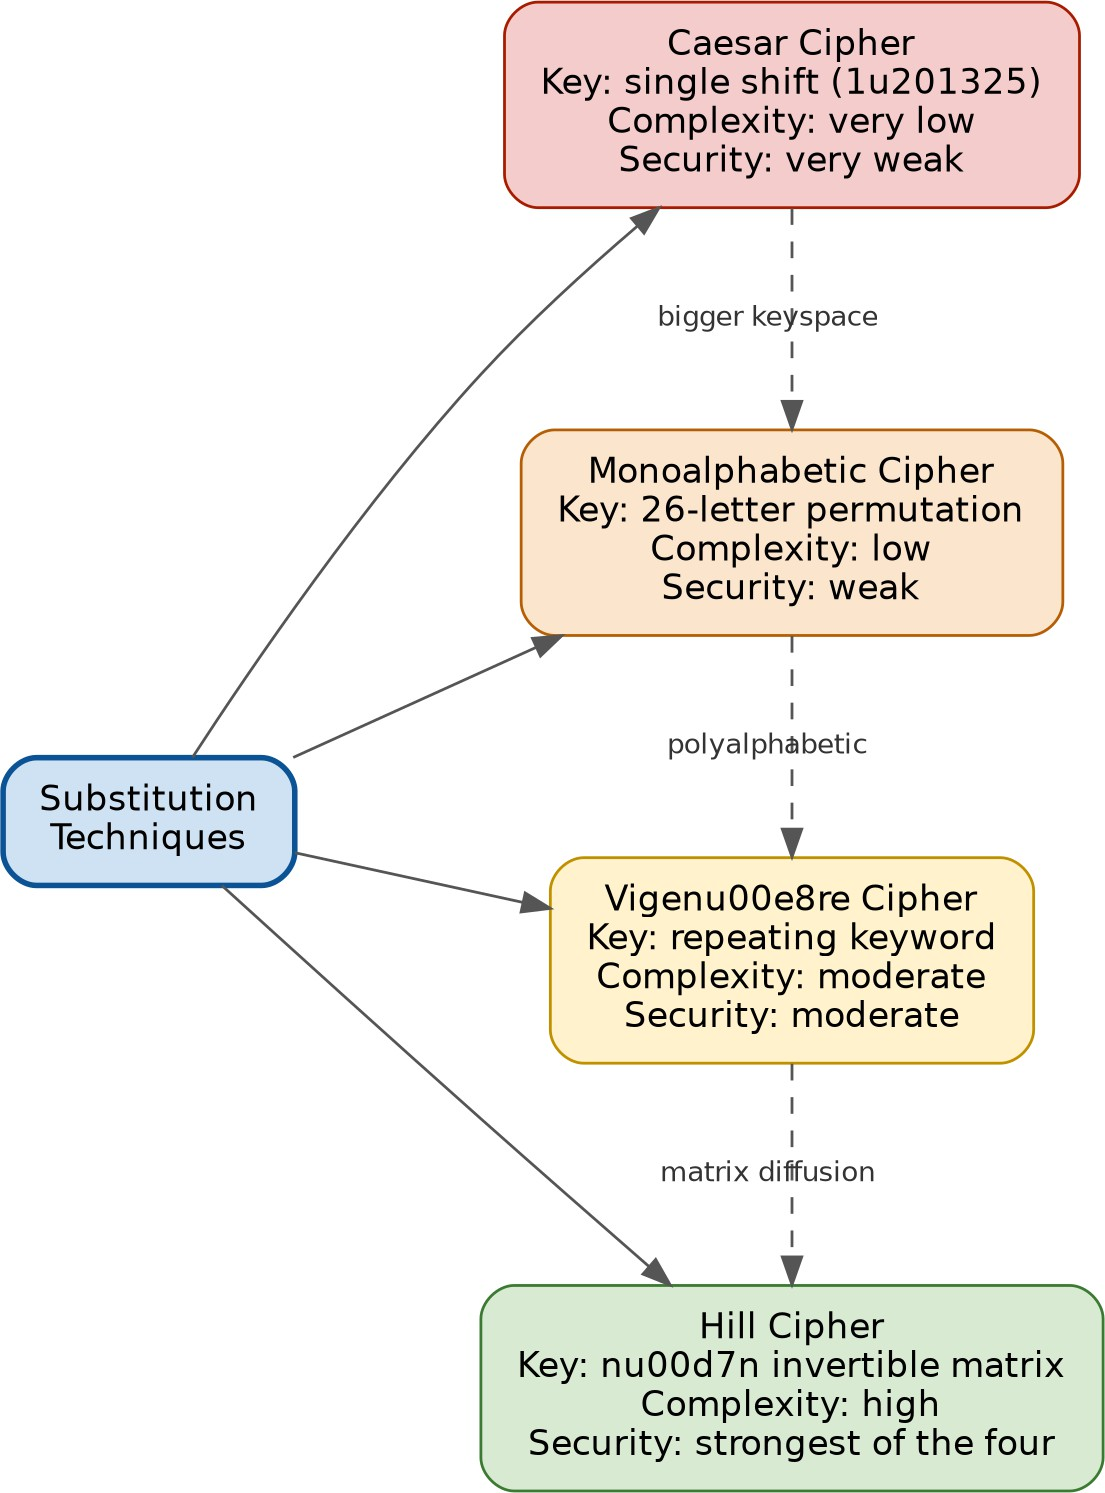 Caesar Cipher
Key: single shift (1u201325)
Complexity: very low
Security: very weak
bigger keyspace
Monoalphabetic Cipher
Key: 26-letter permutation
Complexity: low
Security: weak
polyalphabetic
Substitution
Techniques
Vigenu00e8re Cipher
Key: repeating keyword
Complexity: moderate
Security: moderate
matrix diffusion
Hill Cipher
Key: nu00d7n invertible matrix
Complexity: high
Security: strongest of the four